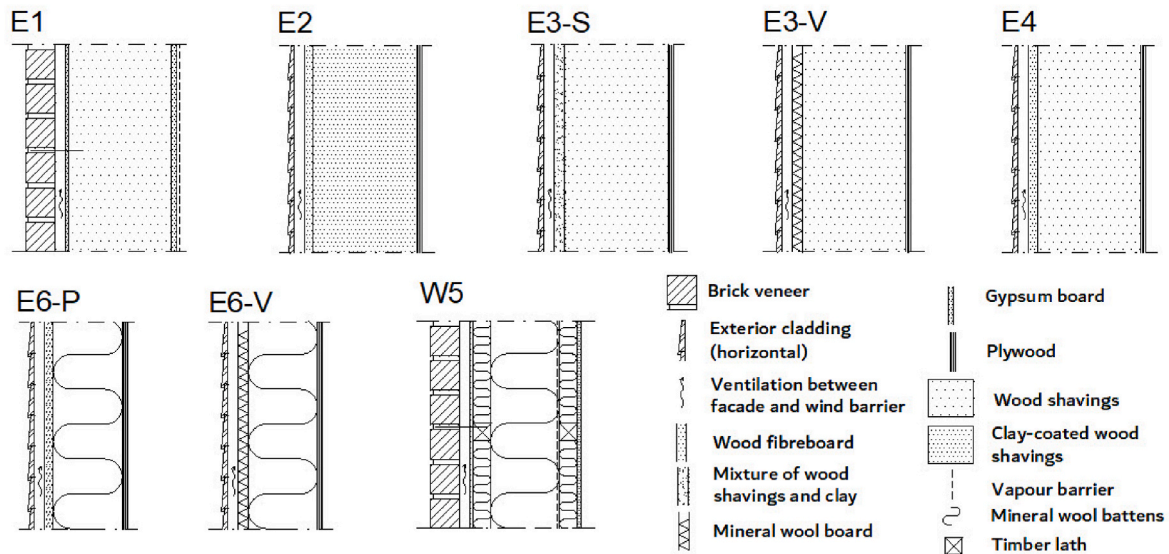 E1
E2
E3-S
E3-V
E4
E6-P
E6-V
W5
Brick veneer
Exterior cladding
(horizontal)
Ventilation between
facade and wind barrier
Wood fibreboard
Mixture of wood
shavings and clay
Mineral wool board
Gypsum board
Plywood
Wood shavings
Clay-coated wood
shavings
Vapour barrier
Mineral wool battens
Timber lath